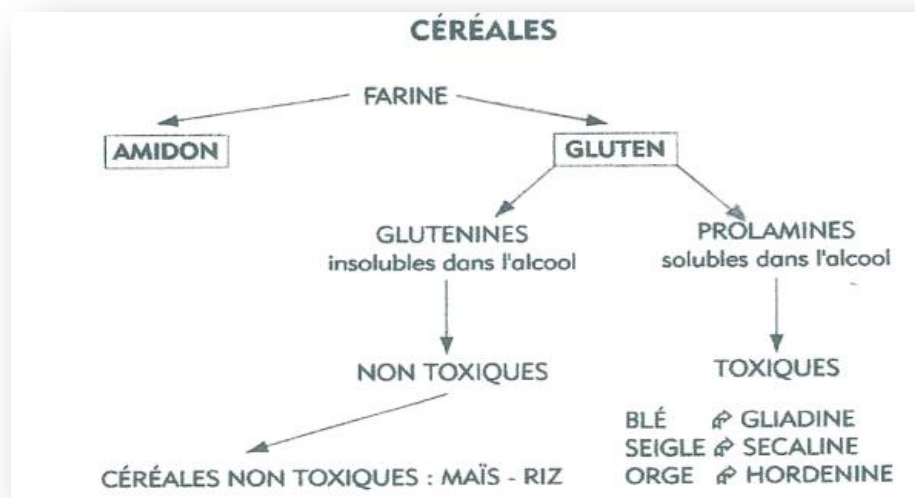 CÉRÉALES
FARINE
AMIDON
GLUTEN
GLUTENINES
insolubles dans l'alcool
PROLAMINES
solubles dans l'alcool
NON TOXIQUES
TOXIQUES
BLÉ GLIADINE
SEIGLE SECALINE
ORGE HORDENINE
CÉRÉALES NON TOXIQUES : MAÏS - RIZ